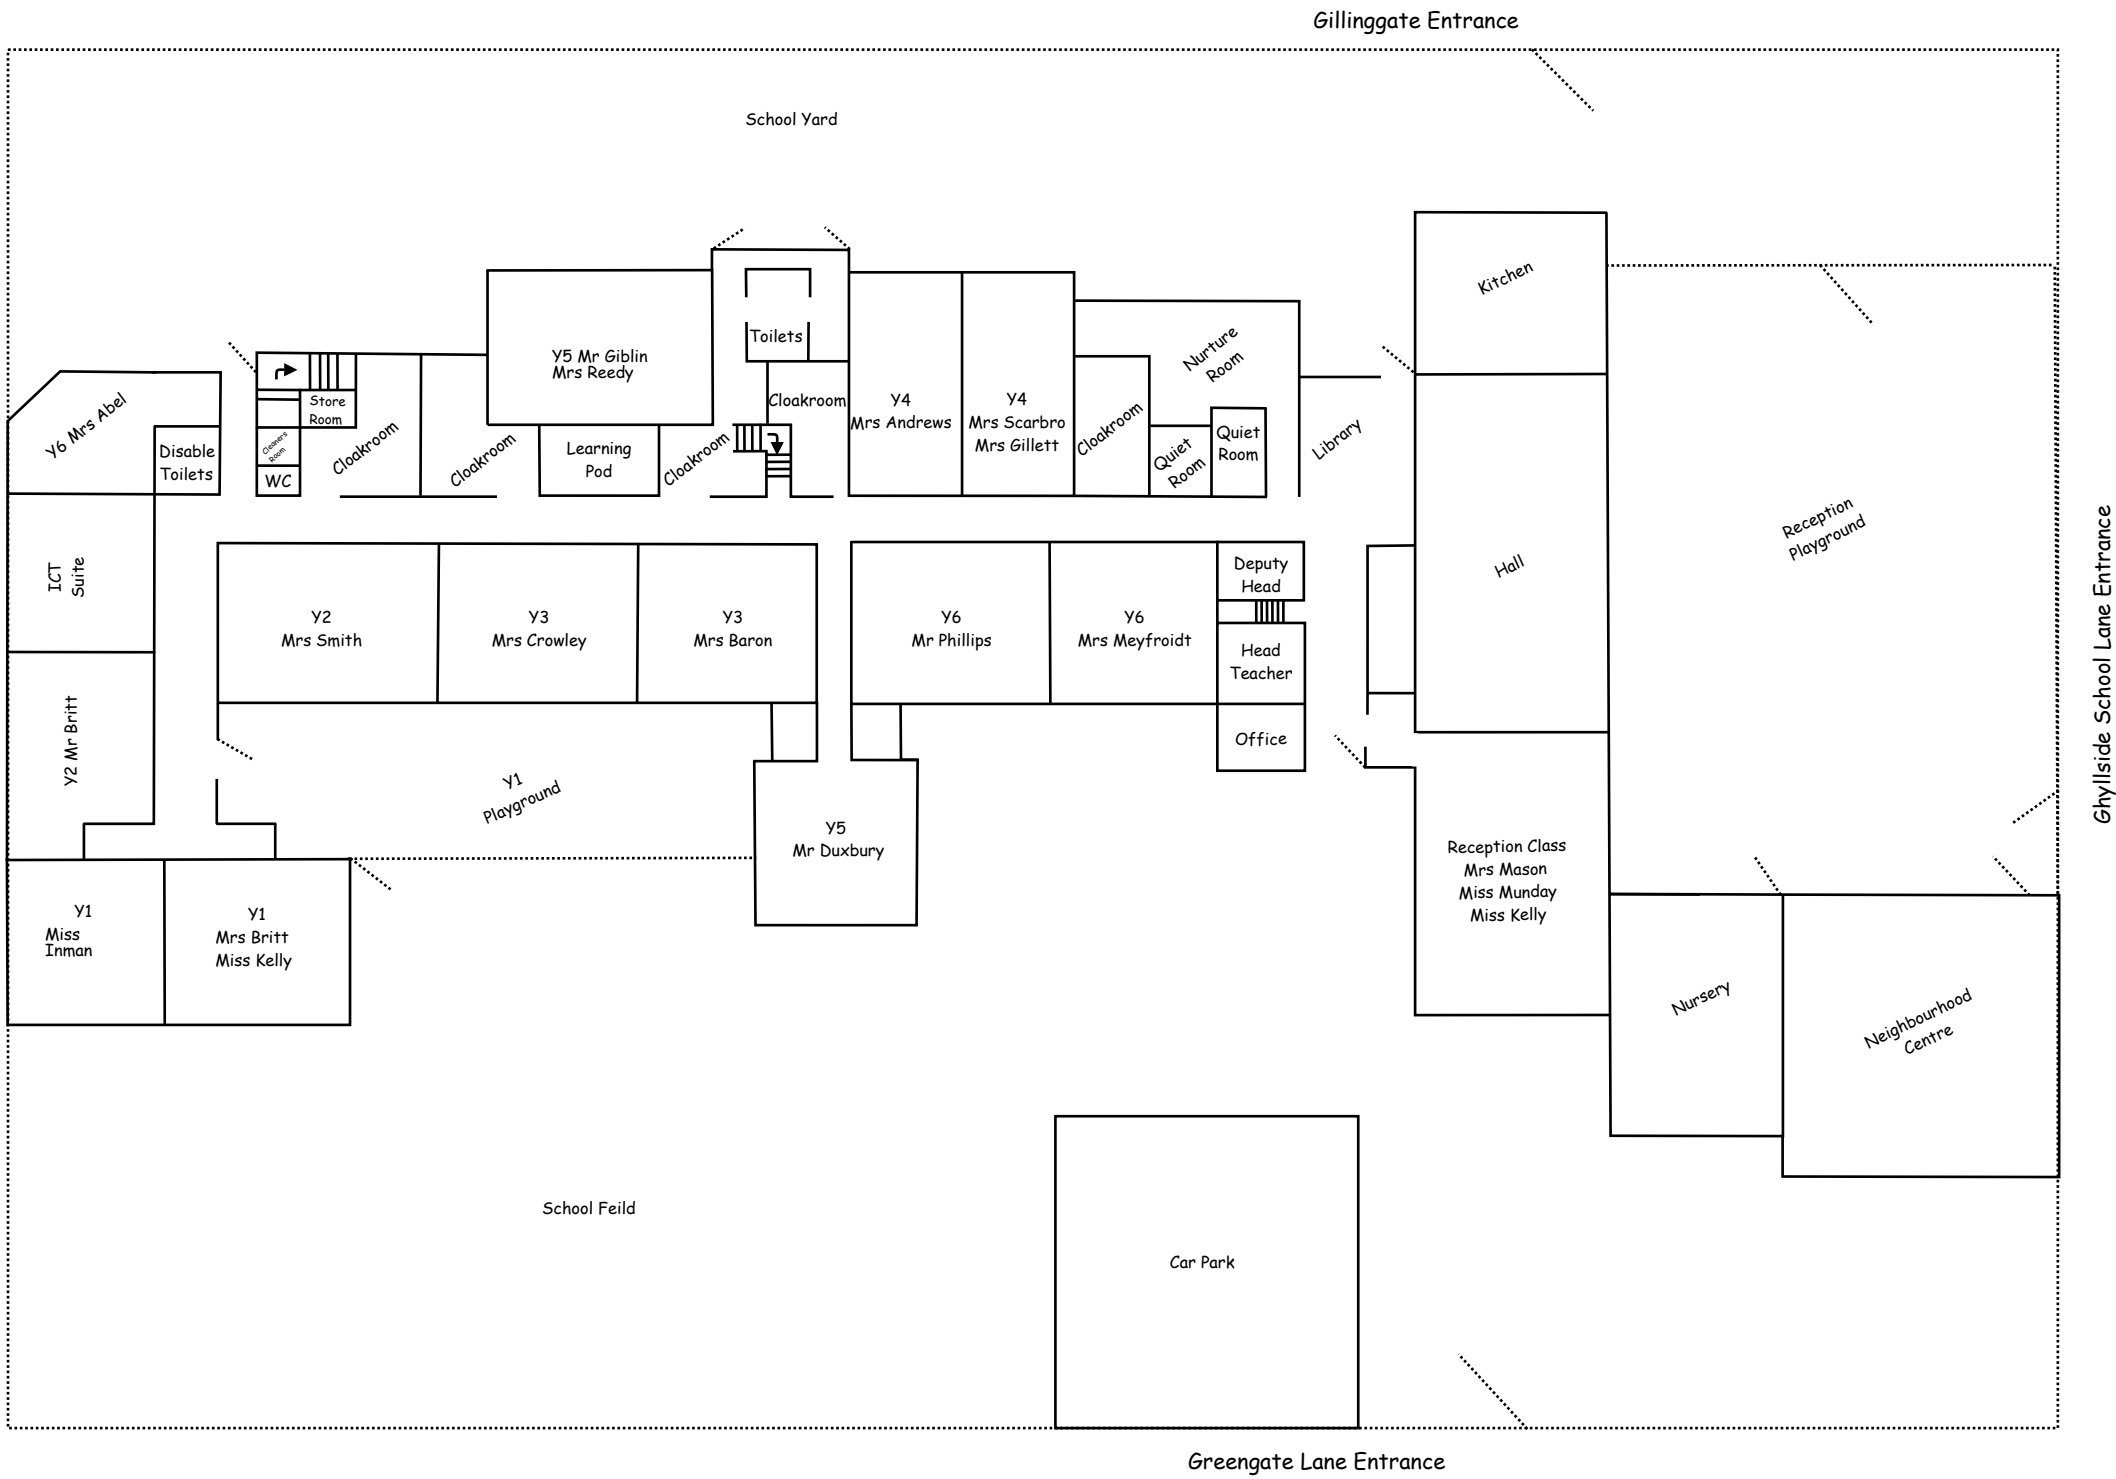 Gillinggate Entrance
School Yard
Kitchen
Toilets
Nurture
Room
Y5 Mr Giblin
Mrs Reedy
Y6 Mrs Abel
Disable
Toilets
Store
Room
Cleaners
Room
WC
Cloakroom
Cloakroom
Learning
Pod
Cloakroom
Cloakroom
Y4
Mrs Andrews
Y4
Mrs Scarbro
Mrs Gillett
Cloakroom
Quiet
Room
Quiet
Room
Library
Hall
Reception
Playground
Ghyllside School Lane Entrance
ICT
Suite
Y2
Mrs Smith
Y3
Mrs Crowley
Y3
Mrs Baron
Y6
Mr Phillips
Y6
Mrs Meyfroidt
Deputy
Head
Head
Teacher
Office
Y2 Mr Britt
Y1
Playground
Y5
Mr Duxbury
Reception Class
Mrs Mason
Miss Munday
Miss Kelly
Y1
Miss
Inman
Y1
Mrs Britt
Miss Kelly
Nursery
Neighbourhood
Centre
School Feild
Car Park
Greengate Lane Entrance